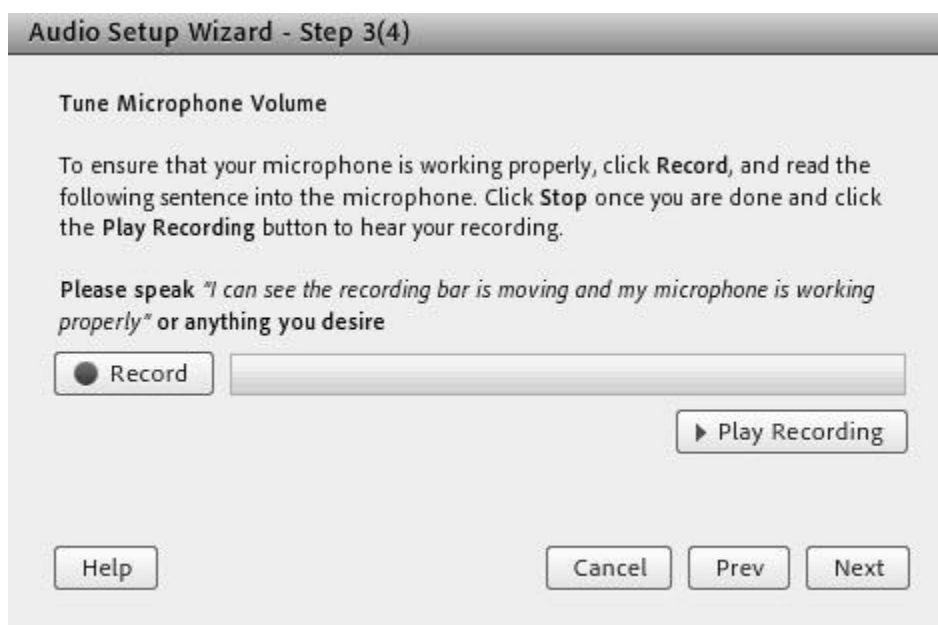 Audio Setup Wizard - Step 3(4)
Tune Microphone Volume
To ensure that your microphone is working properly, click Record, and read the
following sentence into the microphone. Click Stop once you are done and click
the Play Recording button to hear your recording.
Please speak "I can see the recording bar is moving and my microphone is working
properly" or anything you desire
Record
Play Recording
Help Cancel Prev Next